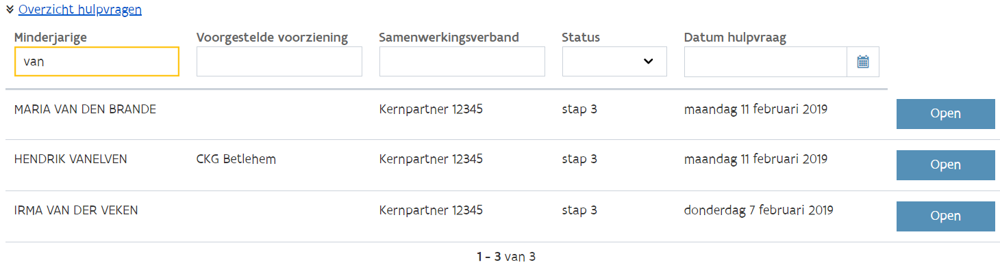 Overzicht hulpvragen
Minderjarige Voorgestelde voorziening Samenwerkingsverband Status Datum hulpvraag
van
MARIA VAN DEN BRANDE Kernpartner 12345 stap 3 maandag 11 februari 2019 Open
HENDRIK VANELVEN CKG Betlehem Kernpartner 12345 stap 3 maandag 11 februari 2019 Open
IRMA VAN DER VEKEN Kernpartner 12345 stap 3 donderdag 7 februari 2019 Open
1 - 3 van 3